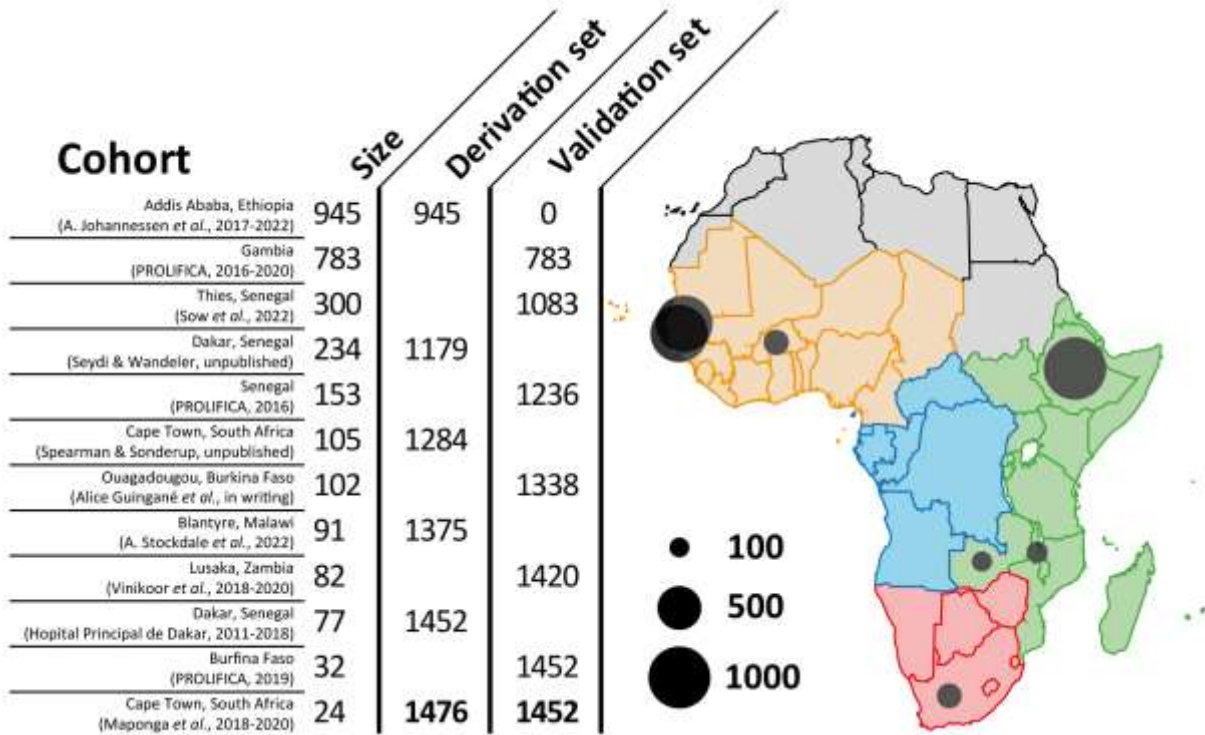 Cohort Size Derivation set Validation set
Addis Ababa, Ethiopia
(A. Johannessen et al., 2017-2022) 945 945 0
Gambia
(PROLIFICA, 2016-2020) 783 783
Thies, Senegal
(Sow et al., 2022) 300 1083
Dakar, Senegal
(Seydi & Wandeler, unpublished) 234 1179
Senegal
(PROLIFICA, 2016) 153 1236
Cape Town, South Africa
(Spearman & Sonderup, unpublished) 105 1284
Ouagadougou, Burkina Faso
(Alice Guingané et al., in writing) 102 1338
Blantyre, Malawi
(A. Stockdale et al., 2022) 91 1375
Lusaka, Zambia
(Vinikoor et al., 2018-2020) 82 1420
Dakar, Senegal
(Hopital Principal de Dakar, 2011-2018) 77 1452
Burfina Faso
(PROLIFICA, 2019) 32 1452
Cape Town, South Africa
(Maponga et al., 2018-2020) 24 1476 1452
100
500
1000